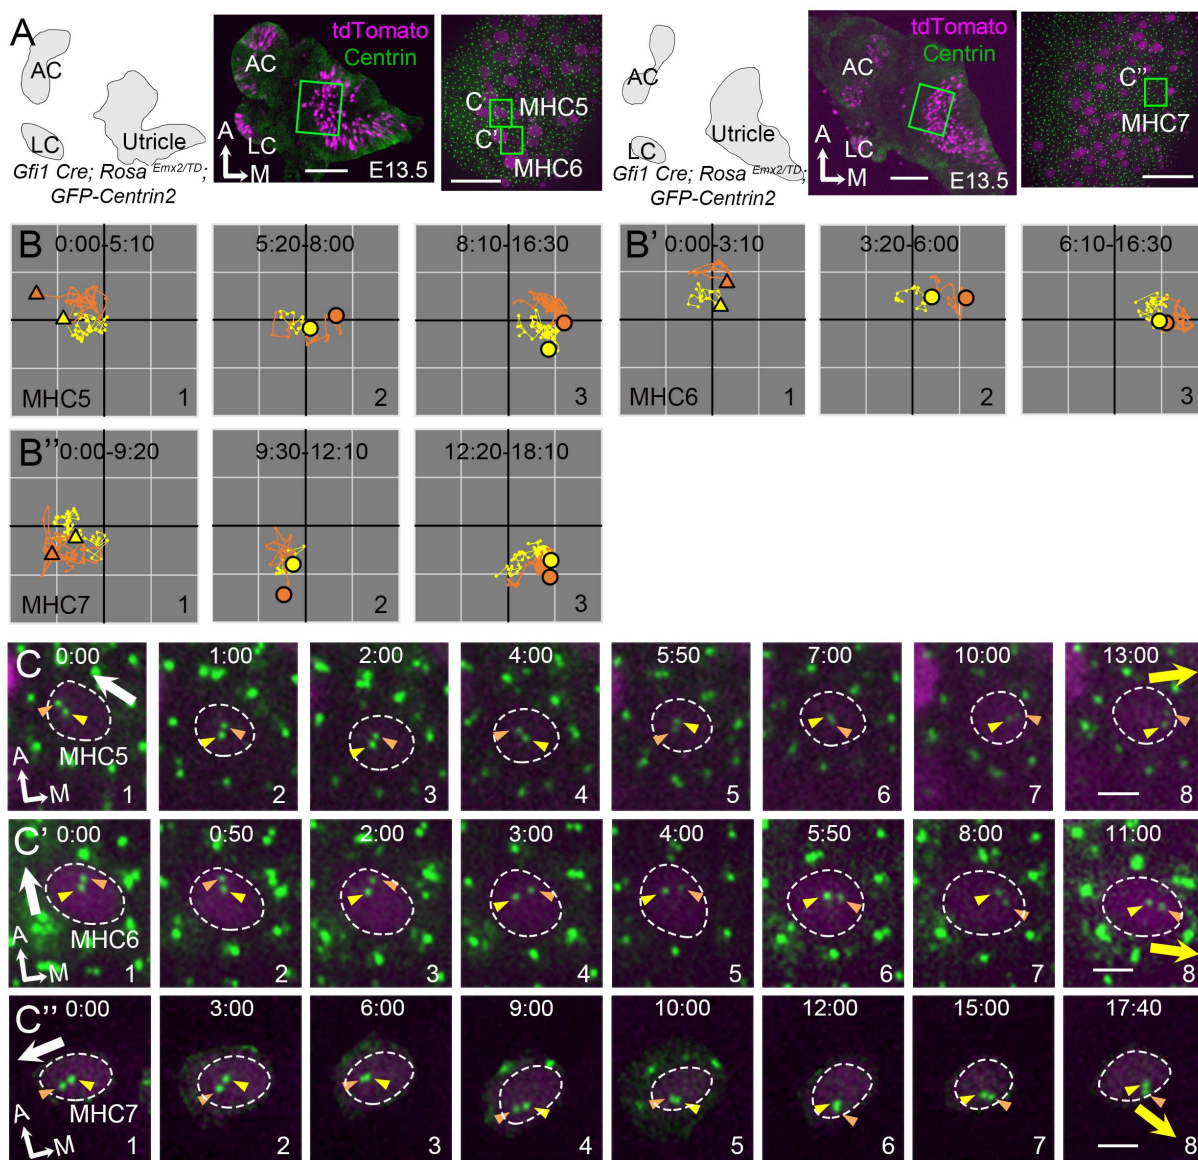 A
AC
LC
Utricle
Gfi1 Cre; Rosa Emx2/TD;
GFP-Centrin2
A
M
tdTomato
Centrin
AC
LC
E13.5
C
MHC5
C'
MHC6
AC
LC
Utricle
Gfi1 Cre; Rosa Emx2/TD;
GFP-Centrin2
A
M
tdTomato
Centrin
AC
LC
E13.5
C''
MHC7
B
0:00-5:10
MHC5
1
5:20-8:00
2
8:10-16:30
3
B'
0:00-3:10
MHC6
1
3:20-6:00
2
6:10-16:30
3
B''
0:00-9:20
MHC7
1
9:30-12:10
2
12:20-18:10
3
C
0:00
MHC5
A
M
1
1:00
2
2:00
3
4:00
4
5:50
5
7:00
6
10:00
7
13:00
8
C'
0:00
MHC6
A
M
1
0:50
2
2:00
3
3:00
4
4:00
5
5:50
6
8:00
7
11:00
8
C''
0:00
MHC7
A
M
1
3:00
2
6:00
3
9:00
4
10:00
5
12:00
6
15:00
7
17:40
8